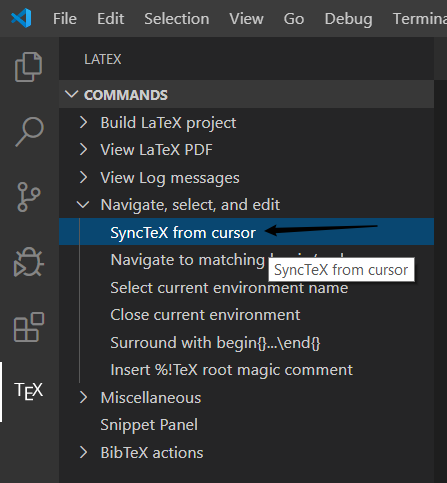 File Edit Selection View Go Debug Termina
LATEX
COMMANDS
Build LaTeX project
View LaTeX PDF
View Log messages
Navigate, select, and edit
SyncTeX from cursor
Navigate to matching
SyncTeX from cursor
Select current environment name
Close current environment
Surround with begin{}...\end{}
Insert %!TeX root magic comment
TEX
Miscellaneous
Snippet Panel
BibTeX actions